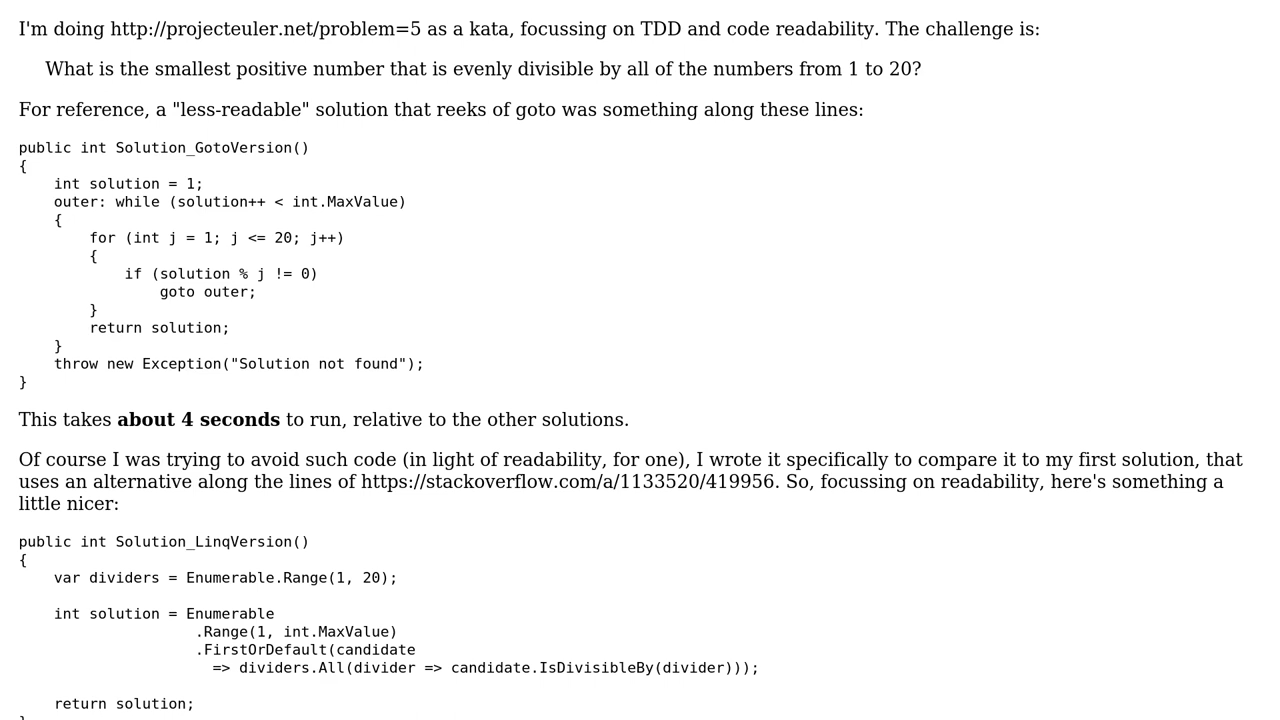 I'm doing http://projecteuler.net/problem=5 as a kata, focussing on TDD and code readability. The challenge is:
What is the smallest positive number that is evenly divisible by all of the numbers from 1 to 20?
For reference, a "less-readable" solution that reeks of goto was something along these lines:
public int Solution_GotoVersion()
{
    int solution = 1;
    outer: while (solution++ < int.MaxValue)
    {
        for (int j = 1; j <= 20; j++)
        {
            if (solution % j != 0)
                goto outer;
        }
        return solution;
    }
    throw new Exception("Solution not found");
}
This takes about 4 seconds to run, relative to the other solutions.
Of course I was trying to avoid such code (in light of readability, for one), I wrote it specifically to compare it to my first solution, that
uses an alternative along the lines of https://stackoverflow.com/a/1133520/419956. So, focussing on readability, here's something a
little nicer:
public int Solution_LinqVersion()
{
    var dividers = Enumerable.Range(1, 20);
    int solution = Enumerable
                    .Range(1, int.MaxValue)
                    .FirstOrDefault(candidate
                      => dividers.All(divider => candidate.IsDivisibleBy(divider)));
    return solution;
}